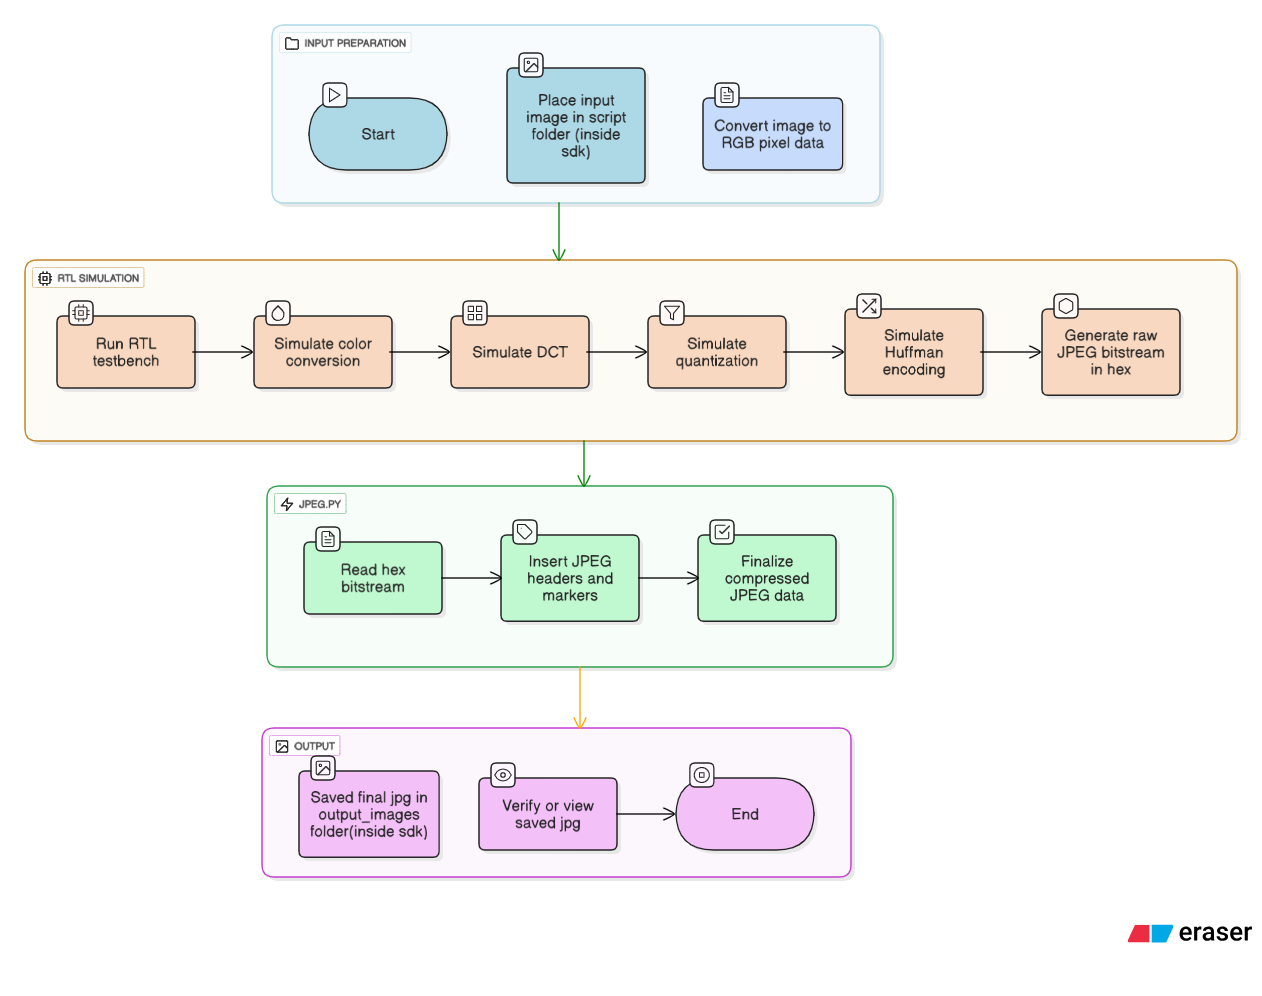 INPUT PREPARATION
Start
Place input
image in script
folder (inside
sdk)
Convert image to
RGB pixel data
RTL SIMULATION
Run RTL
testbench
Simulate color
conversion
Simulate DCT
Simulate
quantization
Simulate
Huffman
encoding
Generate raw
JPEG bitstream
in hex
JPEG.PY
Read hex
bitstream
Insert JPEG
headers and
markers
Finalize
compressed
JPEG data
OUTPUT
Saved final jpg in
output_images
folder(inside sdk)
Verify or view
saved jpg
End
eraser